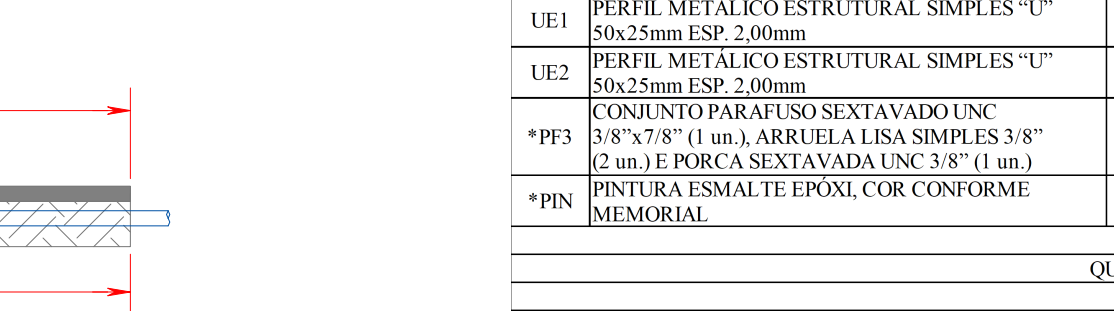 UE1
PERFIL METÁLICO ESTRUTURAL SIMPLES “U”
50x25mm ESP. 2,00mm
UE2
PERFIL METÁLICO ESTRUTURAL SIMPLES “U”
50x25mm ESP. 2,00mm
*PF3
CONJUNTO PARAFUSO SEXTAVADO UNC
3/8”x7/8” (1 un.), ARRUELA LISA SIMPLES 3/8”
(2 un.) E PORCA SEXTAVADA UNC 3/8” (1 un.)
*PIN
PINTURA ESMALTE EPÓXI, COR CONFORME
MEMORIAL